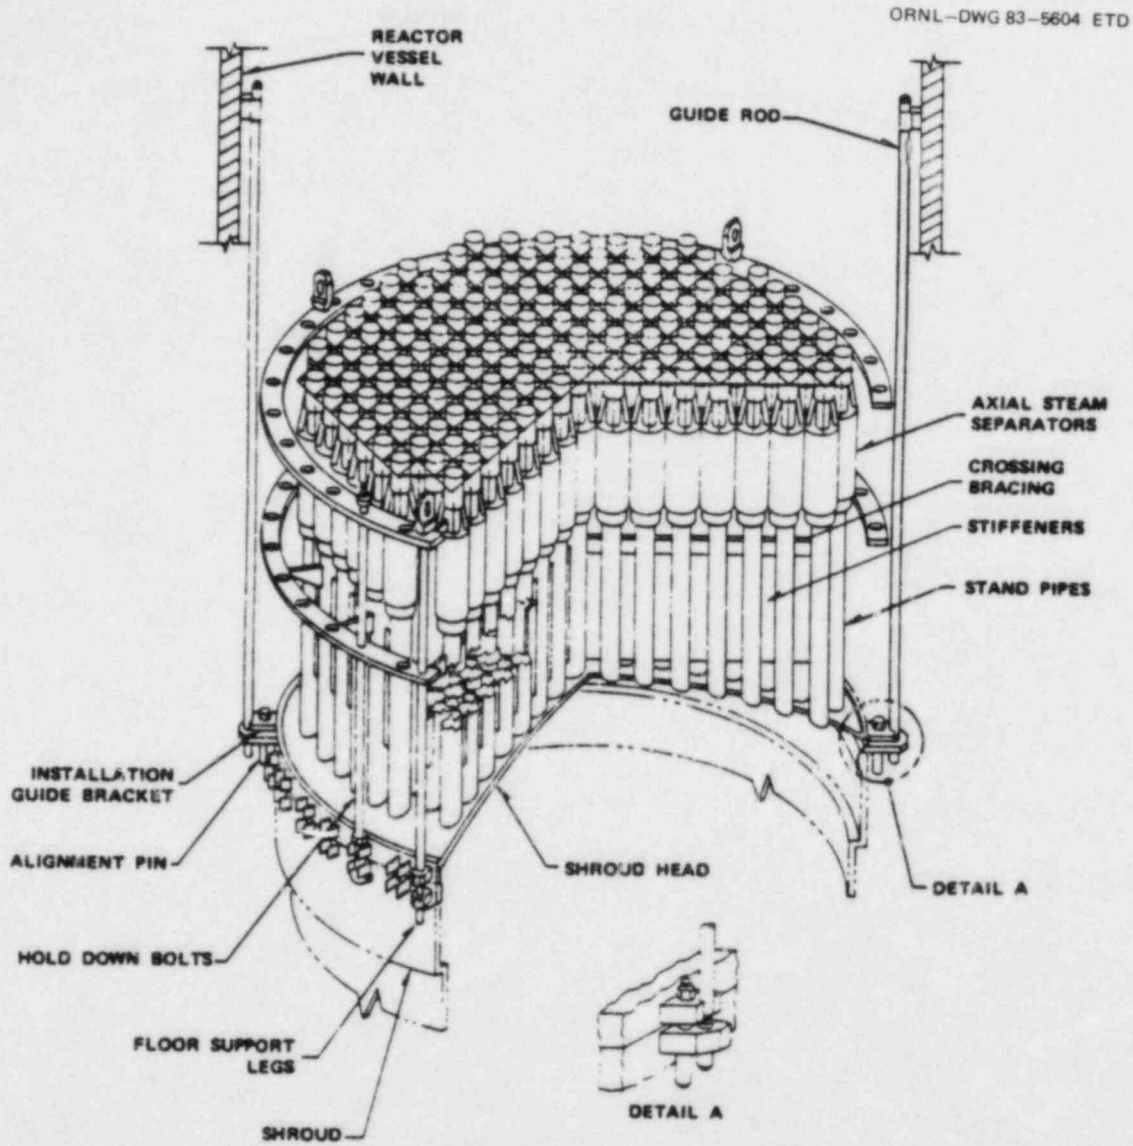 ORNL-DWG 83-5604 ETD
REACTOR
VESSEL
WALL
GUIDE ROD
AXIAL STEAM
SEPARATORS
CROSSING
BRACING
STIFFENERS
STAND PIPES
INSTALLATION
GUIDE BRACKET
ALIGNMENT PIN
SHROUD HEAD
DETAIL A
HOLD DOWN BOLTS
FLOOR SUPPORT
LEGS
DETAIL A
SHROUD